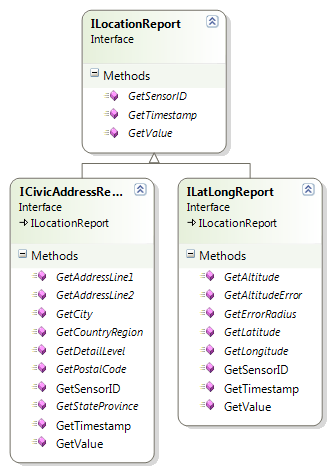 ILocationReport
Interface
Methods
GetSensorID
GetTimestamp
GetValue
ICivicAddressRe...
Interface
ILocationReport
Methods
GetAddressLine1
GetAddressLine2
GetCity
GetCountryRegion
GetDetailLevel
GetPostalCode
GetSensorID
GetStateProvince
GetTimestamp
GetValue
ILatLongReport
Interface
ILocationReport
Methods
GetAltitude
GetAltitudeError
GetErrorRadius
GetLatitude
GetLongitude
GetSensorID
GetTimestamp
GetValue